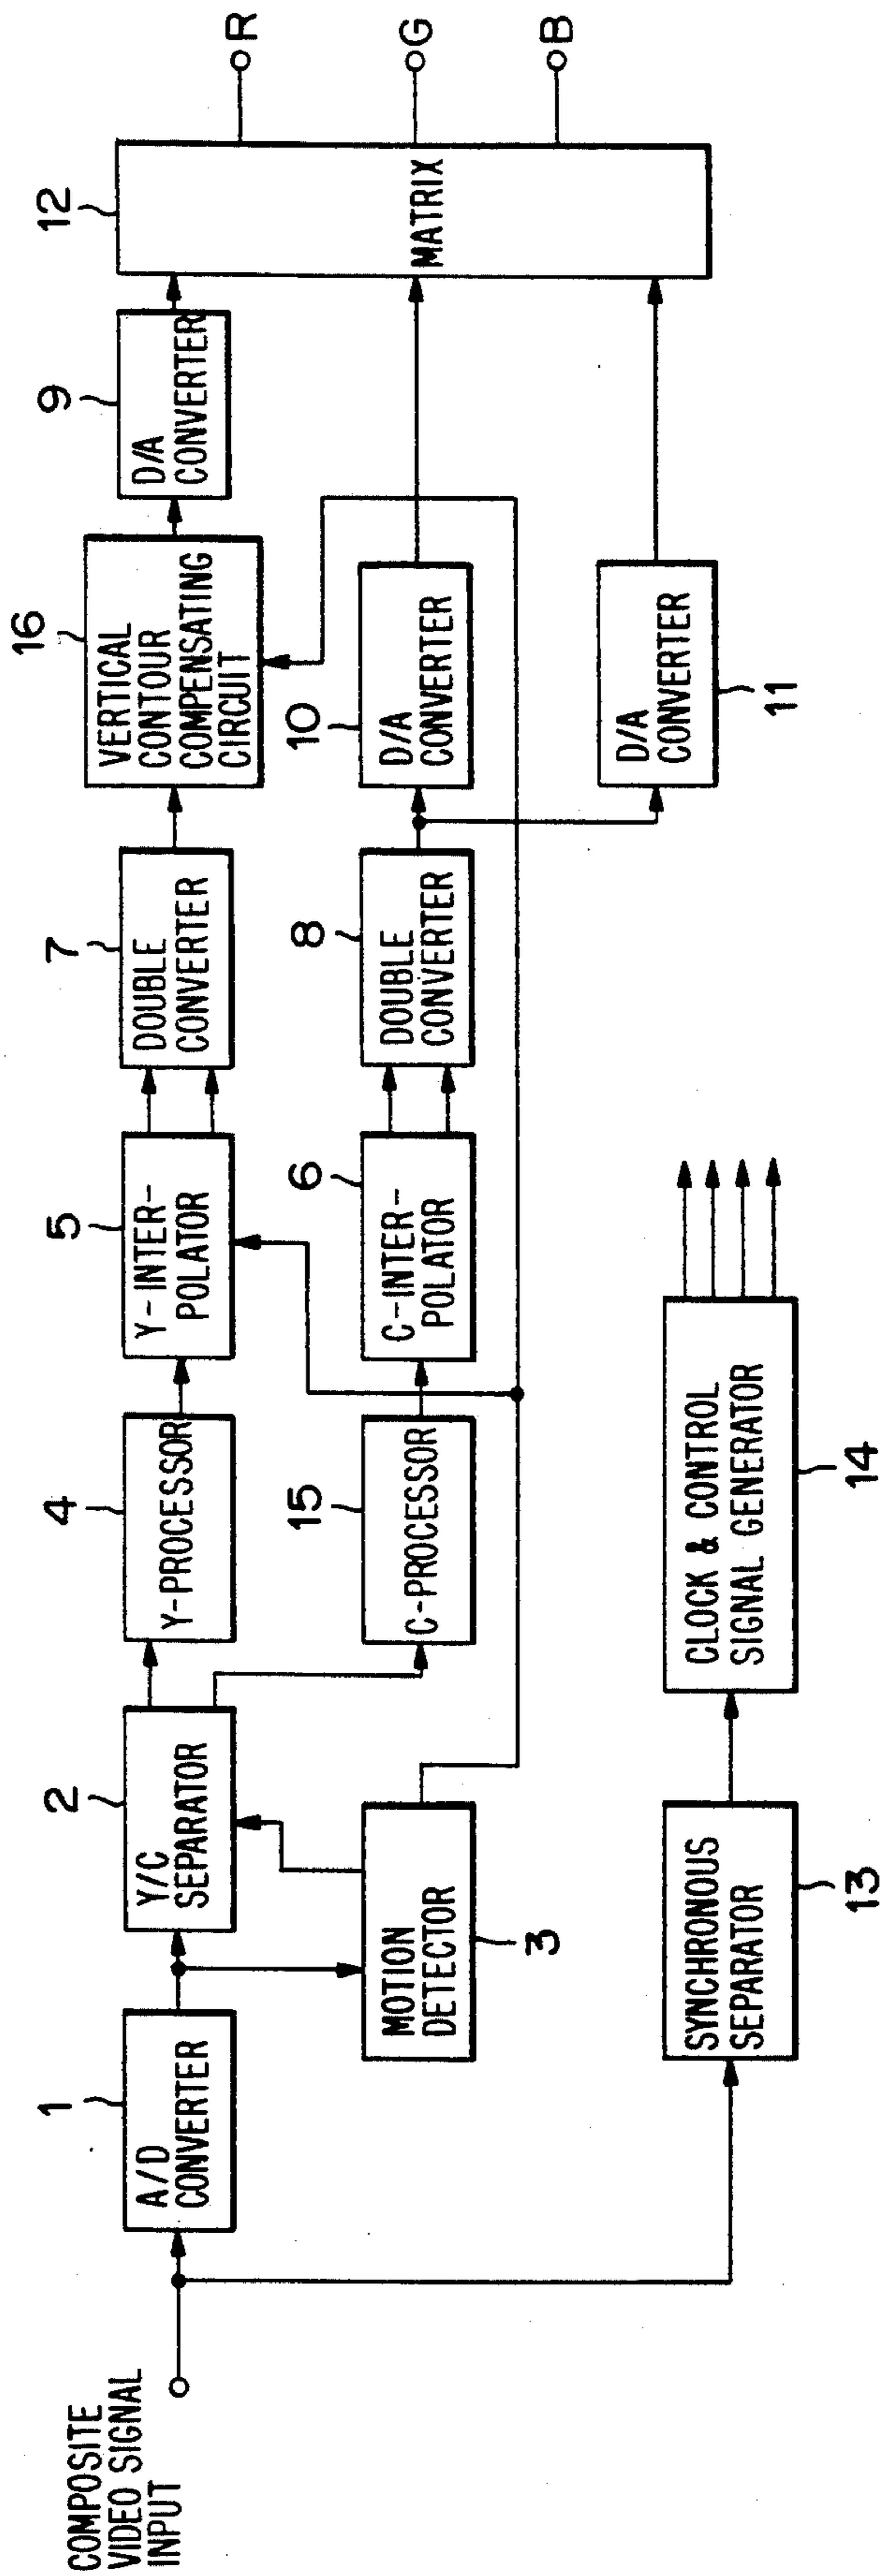 COMPOSITE
VIDEO SIGNAL
INPUT
1
A/D
CONVERTER
2
Y/C
SEPARATOR
3
MOTION
DETECTOR
4
Y-PROCESSOR
15
C-PROCESSOR
5
Y-INTER-
POLATOR
6
C-INTER-
POLATOR
7
DOUBLE
CONVERTER
8
DOUBLE
CONVERTER
16
VERTICAL
CONTOUR
COMPENSATING
CIRCUIT
9
D/A
CONVERTER
10
D/A
CONVERTER
11
D/A
CONVERTER
12
MATRIX
R
G
B
13
SYNCHRONOUS
SEPARATOR
14
CLOCK & CONTROL
SIGNAL GENERATOR